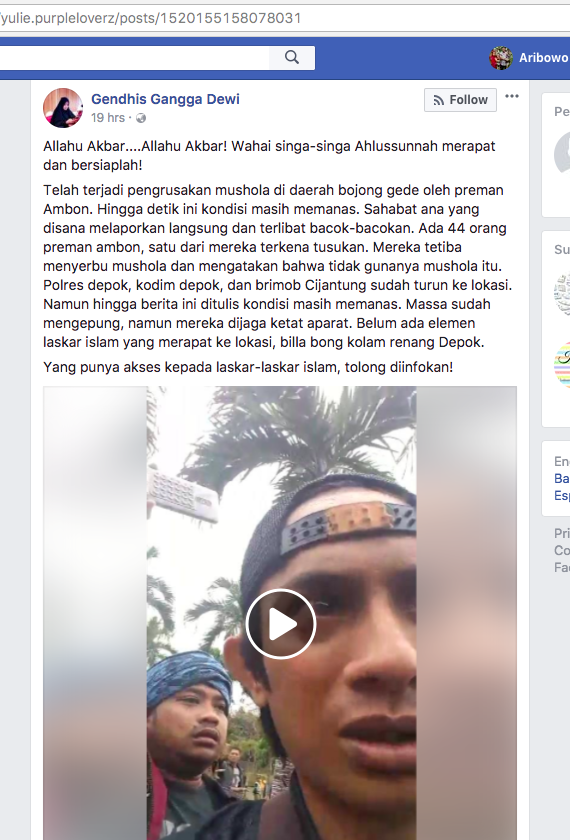 /yulie.purpleloverz/posts/1520155158078031
Aribowo
Gendhis Gangga Dewi
19 hrs ·
Follow
Allahu Akbar....Allahu Akbar! Wahai singa-singa Ahlussunnah merapat
dan bersiaplah!
Telah terjadi pengrusakan mushola di daerah bojong gede oleh preman
Ambon. Hingga detik ini kondisi masih memanas. Sahabat ana yang
disana melaporkan langsung dan terlibat bacok-bacokan. Ada 44 orang
preman ambon, satu dari mereka terkena tusukan. Mereka tetiba
menyerbu mushola dan mengatakan bahwa tidak gunanya mushola itu.
Polres depok, kodim depok, dan brimob Cijantung sudah turun ke lokasi.
Namun hingga berita ini ditulis kondisi masih memanas. Massa sudah
mengepung, namun mereka dijaga ketat aparat. Belum ada elemen
laskar islam yang merapat ke lokasi, billa bong kolam renang Depok.
Yang punya akses kepada laskar-laskar islam, tolong diinfokan!
Pe
Su
En
Ba
Esp
Pri
Co
Fac